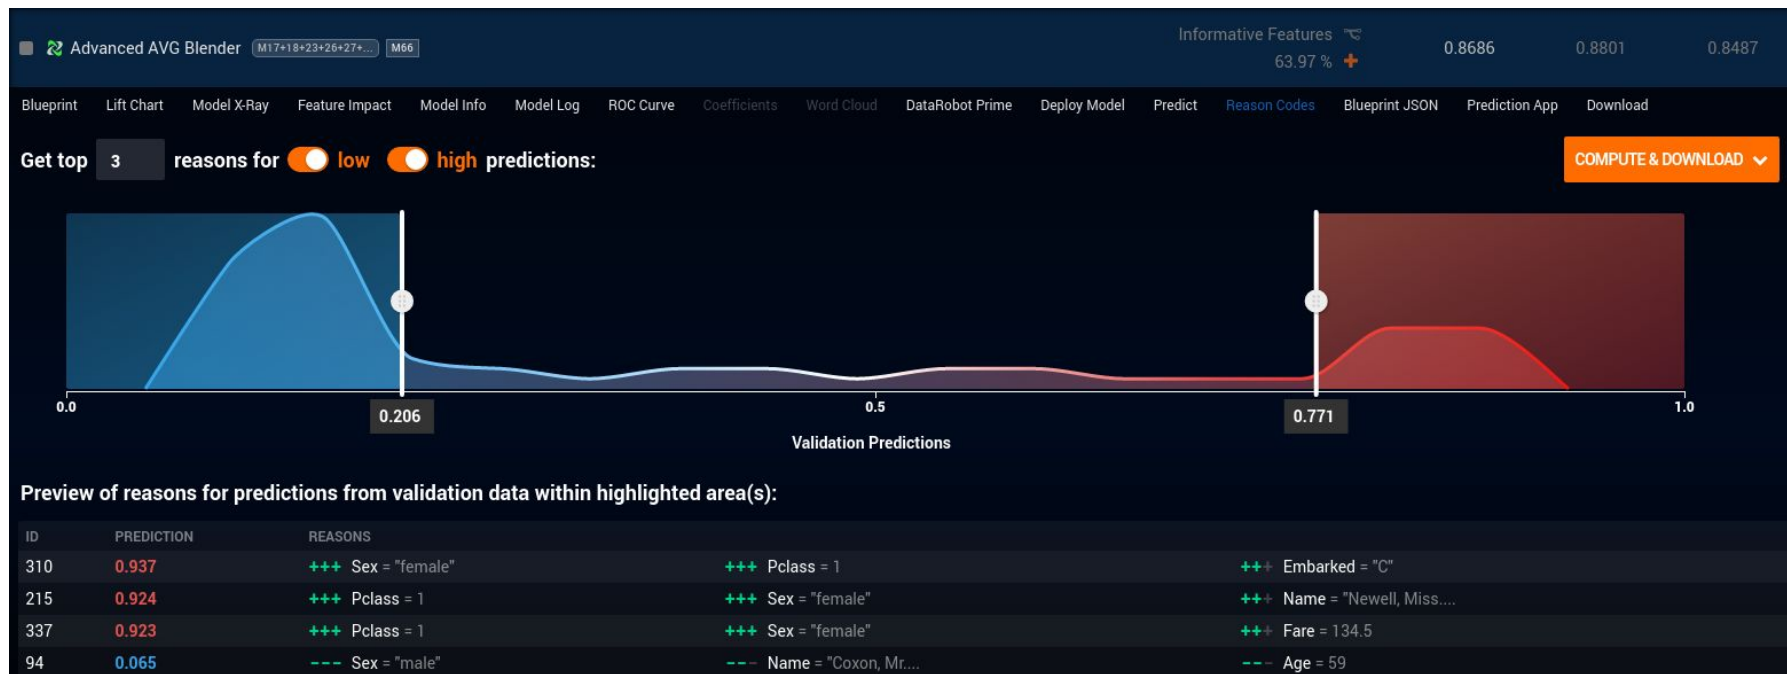 Advanced AVG Blender M17+18+23+26+27+... M66 Informative Features 63.97 % + 0.8686 0.8801 0.8487
Blueprint Lift Chart Model X-Ray Feature Impact Model Info Model Log ROC Curve Coefficients Word Cloud DataRobot Prime Deploy Model Predict Reason Codes Blueprint JSON Prediction App Download
Get top 3 reasons for low high predictions:
COMPUTE & DOWNLOAD
0.0 0.5 1.0
0.206 0.771
Validation Predictions
Preview of reasons for predictions from validation data within highlighted area(s):
ID PREDICTION REASONS
310 0.937 +++ Sex = "female" +++ Pclass = 1 +++ Embarked = "C"
215 0.924 +++ Pclass = 1 +++ Sex = "female" +++ Name = "Newell, Miss....
337 0.923 +++ Pclass = 1 +++ Sex = "female" +++ Fare = 134.5
94 0.065 --- Sex = "male" --- Name = "Coxon, Mr.... --- Age = 59